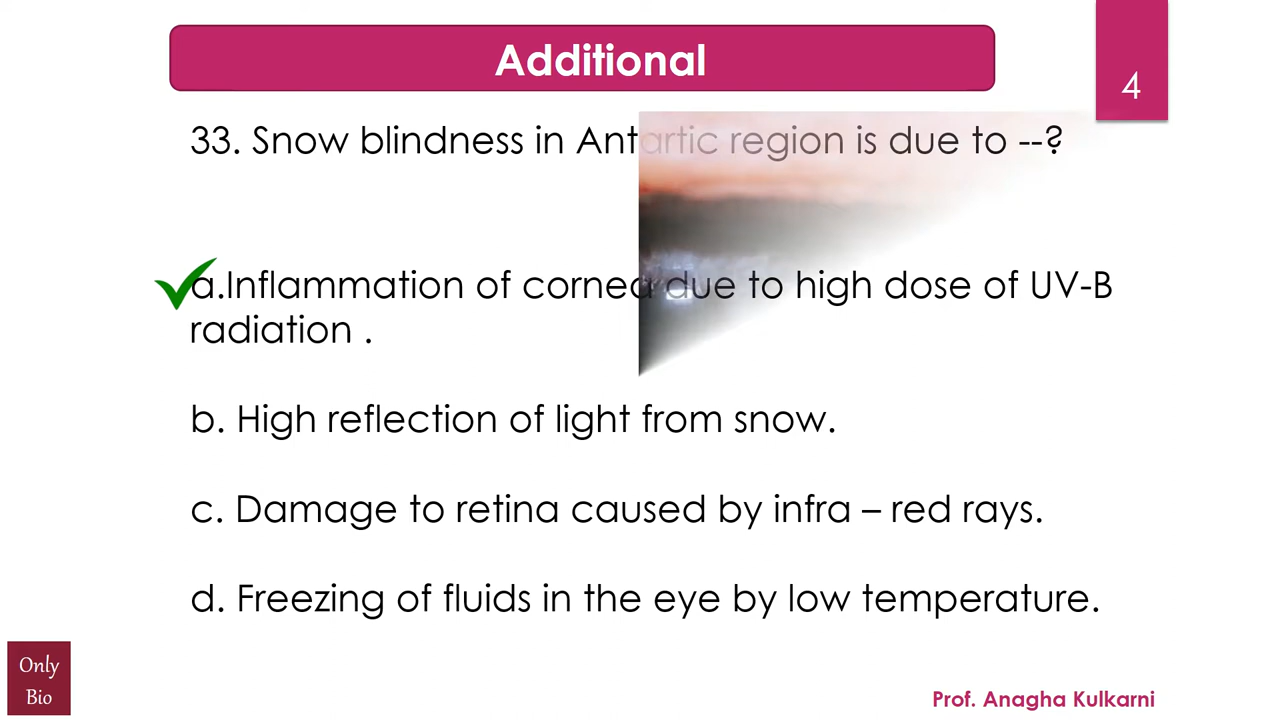 Additional
4
33. Snow blindness in Antartic region is due to --?
a.Inflammation of cornea due to high dose of UV-B
radiation .
b. High reflection of light from snow.
c. Damage to retina caused by infra – red rays.
d. Freezing of fluids in the eye by low temperature.
Only
Bio
Prof. Anagha Kulkarni